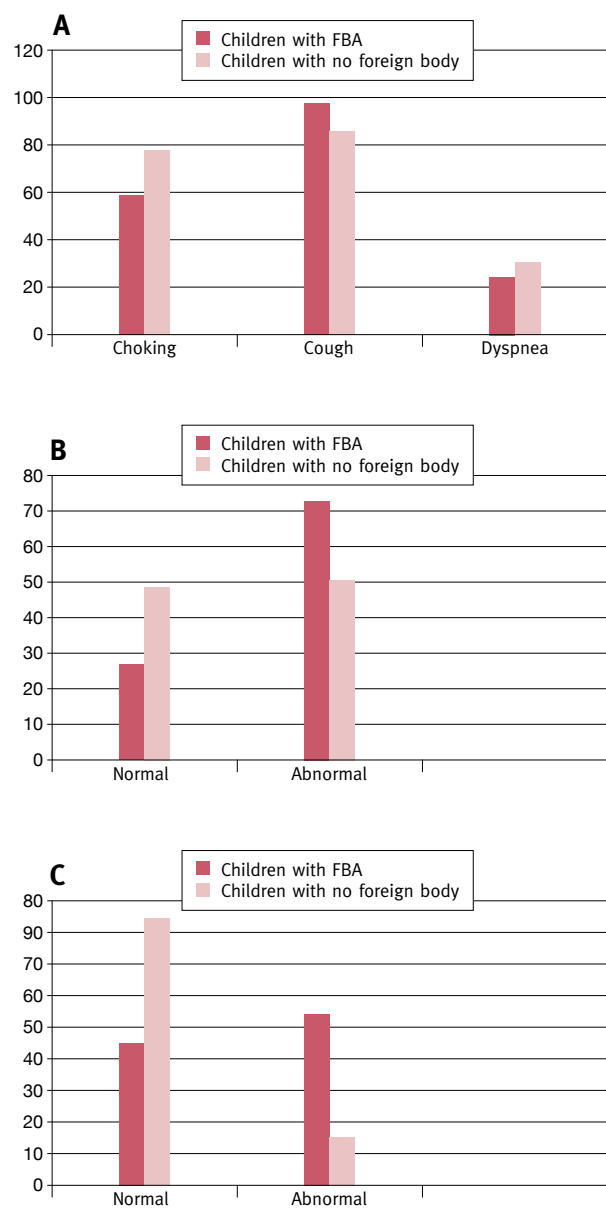 A
Children with FBA
Children with no foreign body
120
100
80
60
40
20
0
Choking Cough Dyspnea
B
Children with FBA
Children with no foreign body
80
70
60
50
40
30
20
10
0
Normal Abnormal
C
Children with FBA
Children with no foreign body
80
90
70
60
50
40
30
20
10
0
Normal Abnormal